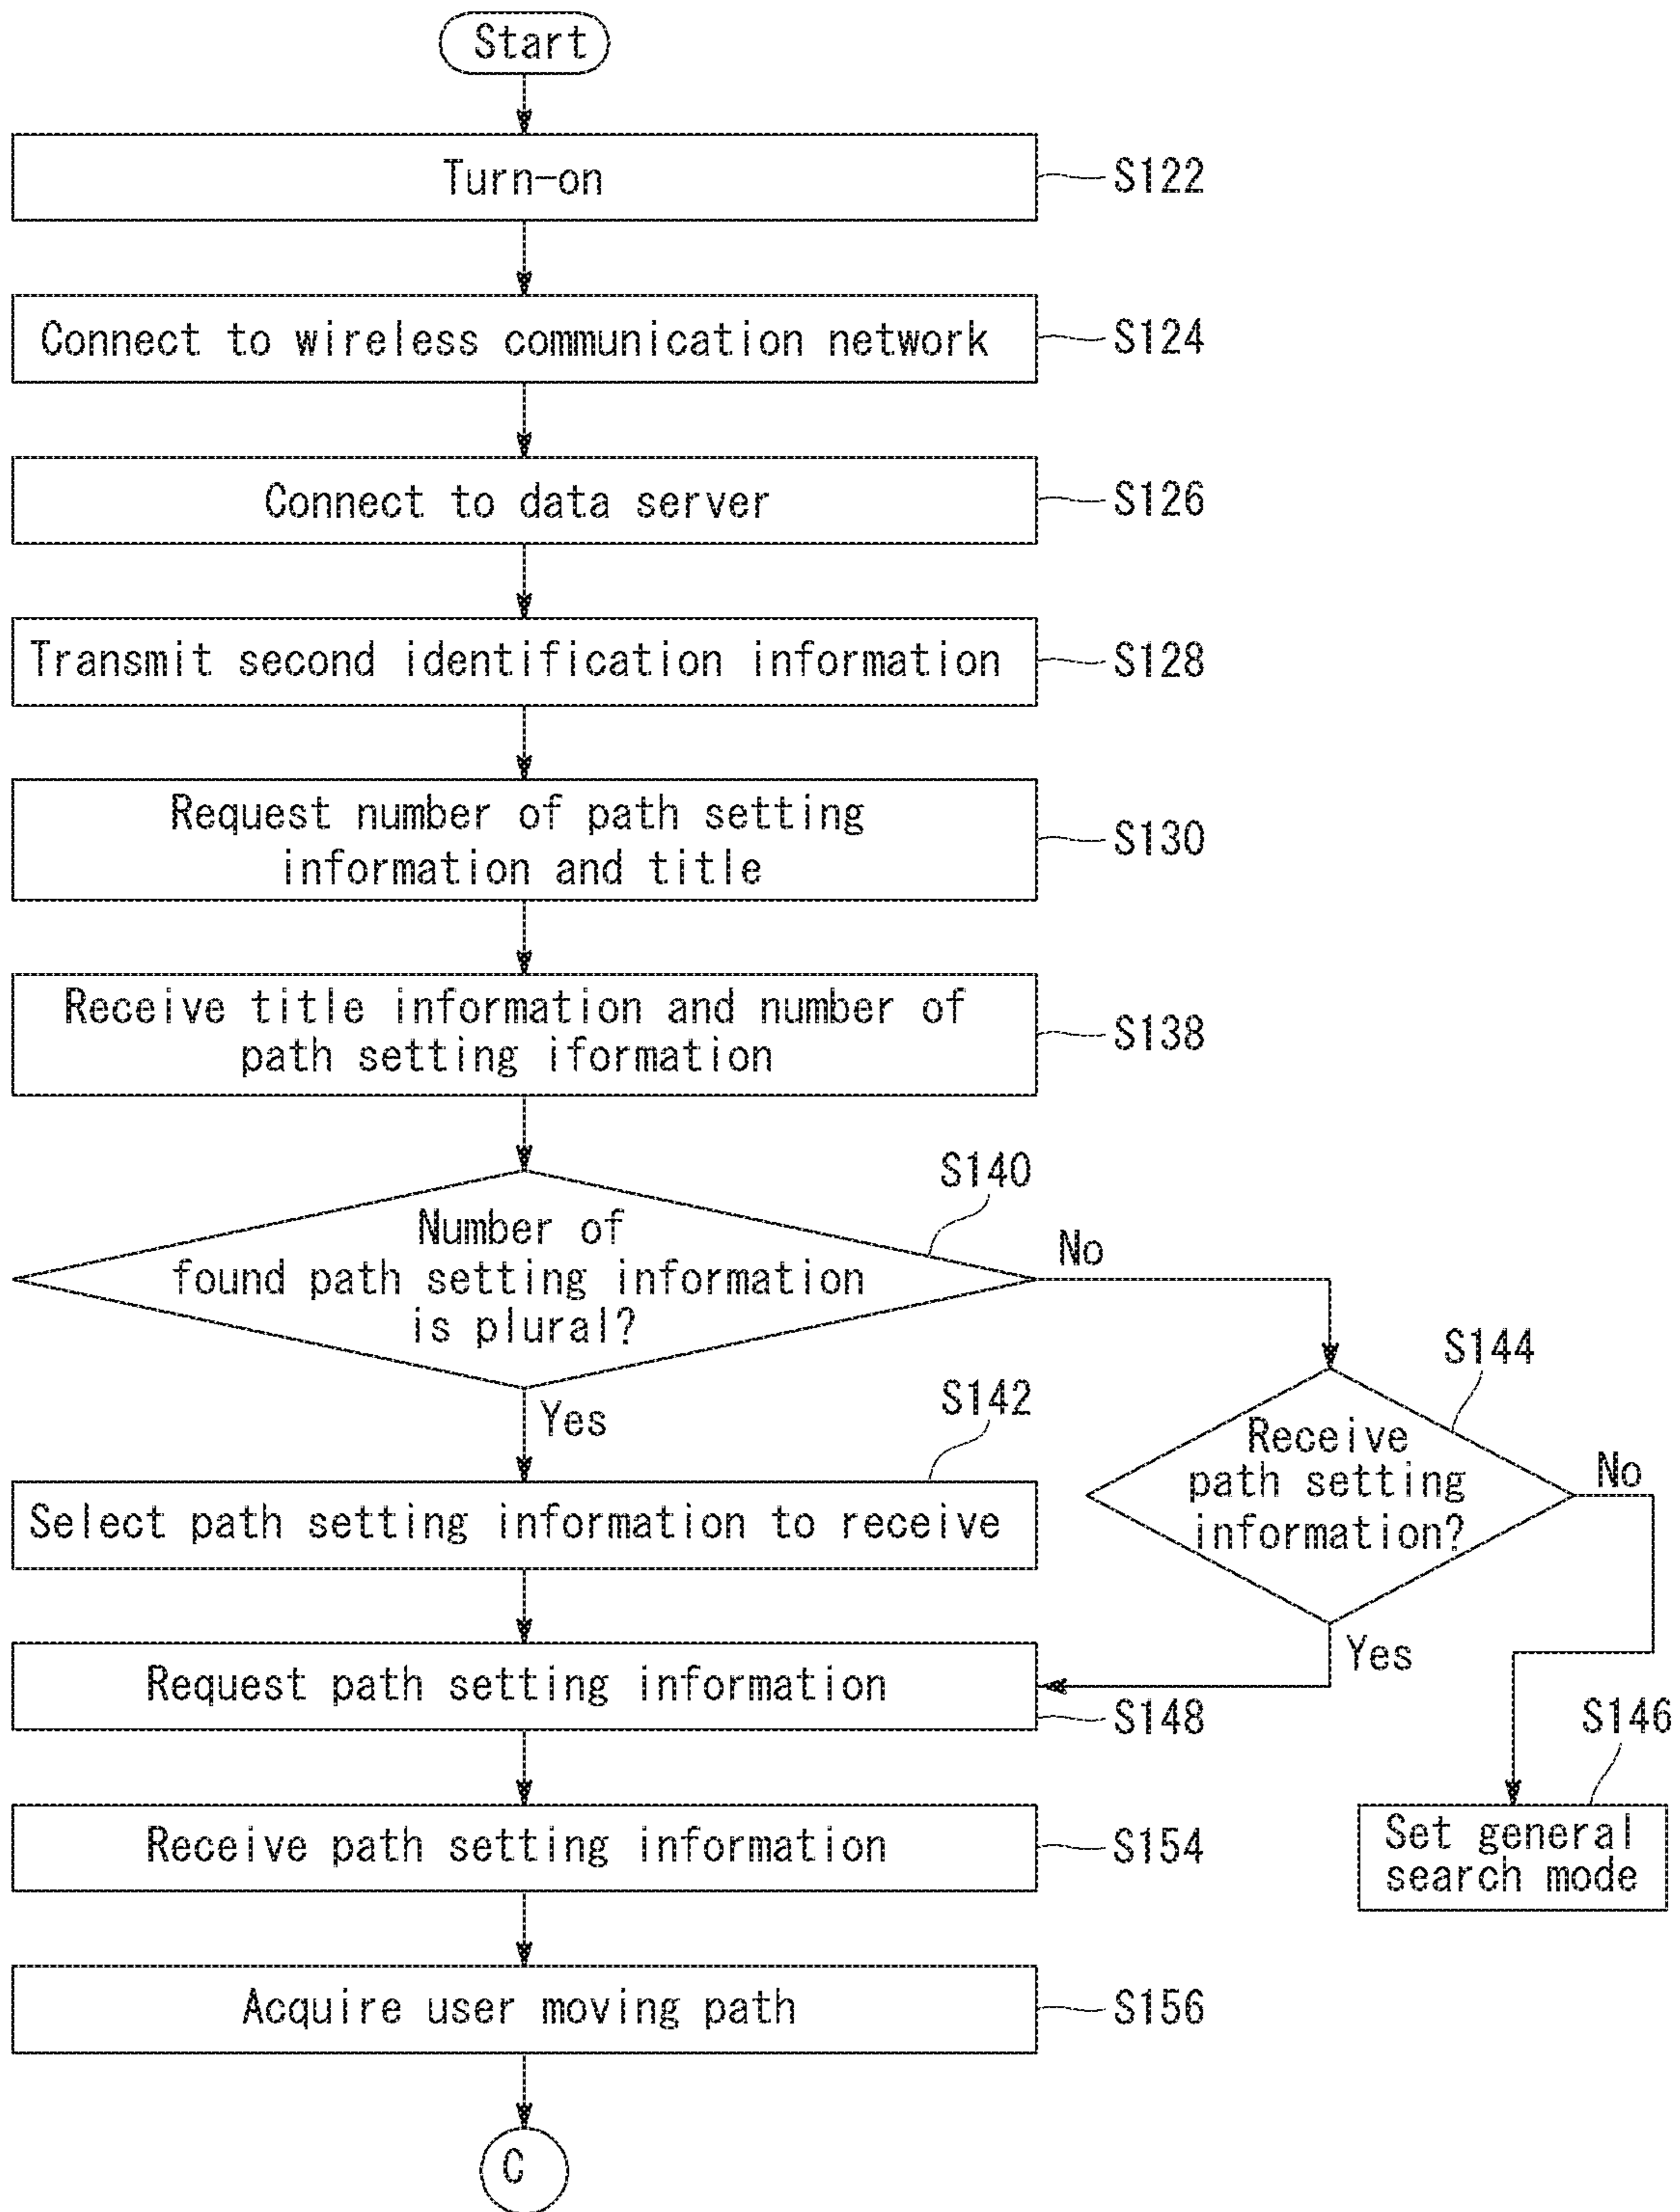 Start
Turn-on
S122
Connect to wireless communication network
S124
Connect to data server
S126
Transmit second identification information
S128
Request number of path setting
information and title
S130
Receive title information and number of
path setting iformation
S138
S140
Number of
found path setting information
is plural?
No
Yes
S142
Select path setting information to receive
S144
Receive
path setting
information?
No
Yes
Request path setting information
S148
S146
Set general
search mode
Receive path setting information
S154
Acquire user moving path
S156
C